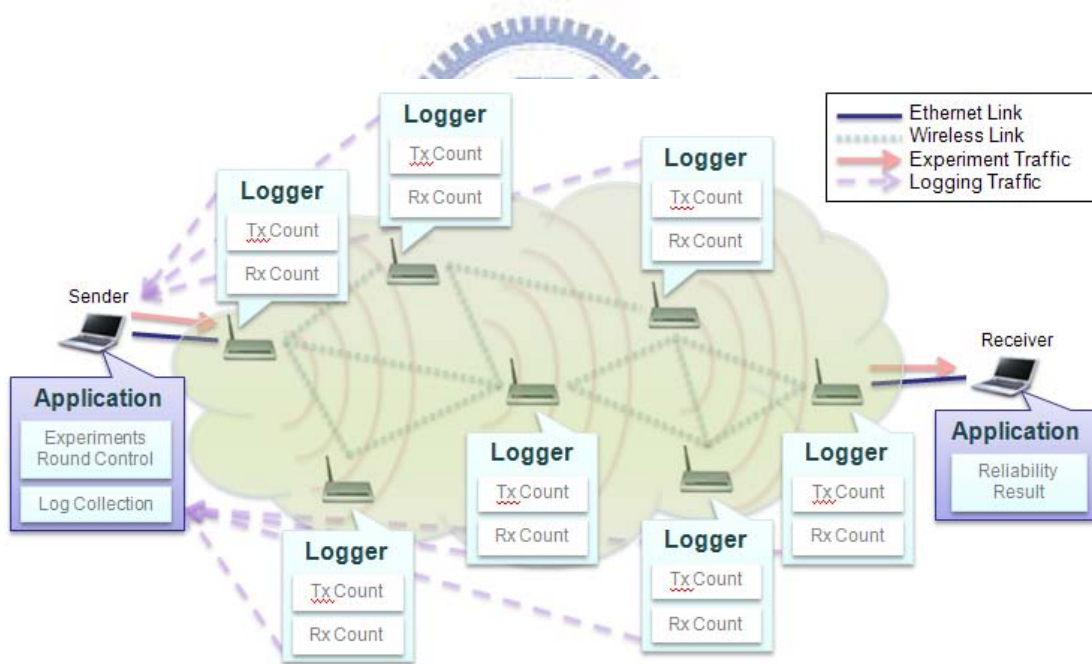 Logger
Tx Count
Rx Count
Logger
Tx Count
Rx Count
Logger
Tx Count
Rx Count
Ethernet Link
Wireless Link
Experiment Traffic
Logging Traffic
Sender
Receiver
Application
Experiments
Round Control
Log Collection
Application
Reliability
Result
Logger
Tx Count
Rx Count
Logger
Tx Count
Rx Count
Logger
Tx Count
Rx Count
Logger
Tx Count
Rx Count